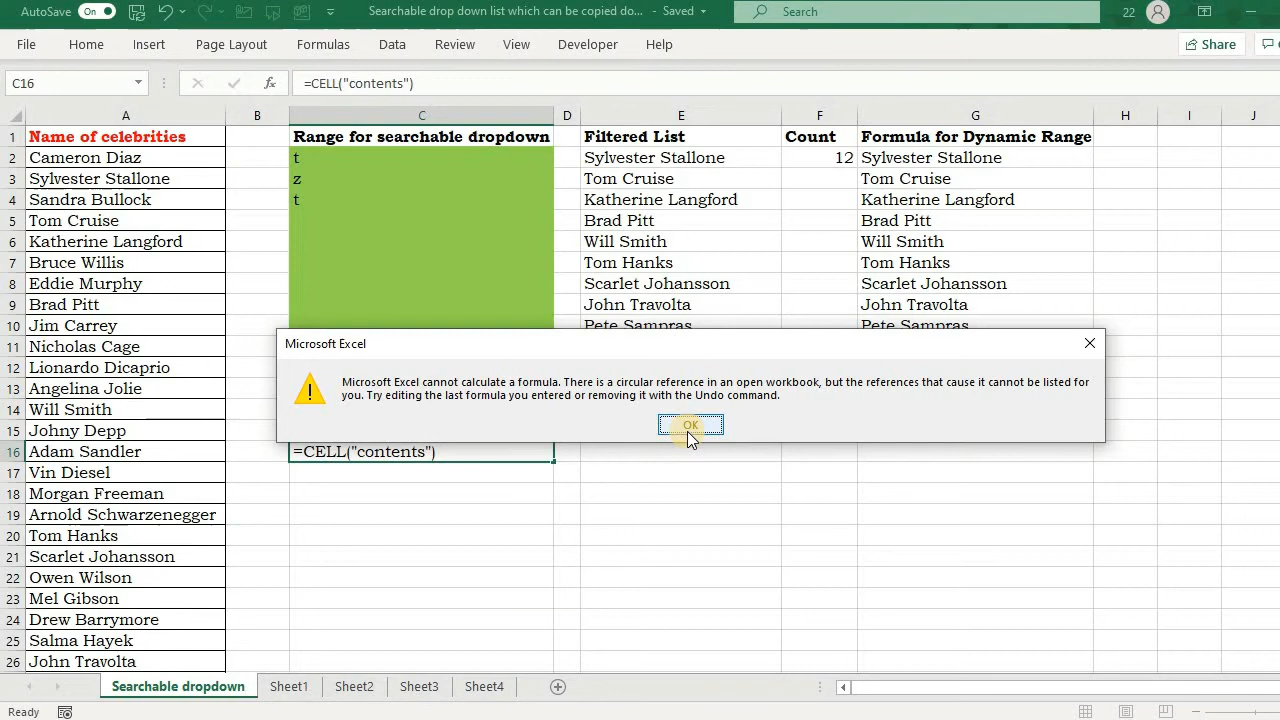 AutoSave On
Searchable drop down list which can be copied do... - Saved
Search
22
File Home Insert Page Layout Formulas Data Review View Developer Help
Share
C16
fx
=CELL("contents")
A B C D E F G H I J
1 Name of celebrities Range for searchable dropdown Filtered List Count Formula for Dynamic Range
2 Cameron Diaz t Sylvester Stallone 12 Sylvester Stallone
3 Sylvester Stallone z Tom Cruise Tom Cruise
4 Sandra Bullock t Katherine Langford Katherine Langford
5 Tom Cruise Brad Pitt Brad Pitt
6 Katherine Langford Will Smith Will Smith
7 Bruce Willis Tom Hanks Tom Hanks
8 Eddie Murphy Scarlet Johansson Scarlet Johansson
9 Brad Pitt John Travolta John Travolta
10 Jim Carrey Pete Sampras Pete Sampras
11 Nicholas Cage
Microsoft Excel
12 Lionardo Dicaprio
Microsoft Excel cannot calculate a formula. There is a circular reference in an open workbook, but the references that cause it cannot be listed for
you. Try editing the last formula you entered or removing it with the Undo command.
13 Angelina Jolie
14 Will Smith
OK
15 Johny Depp
16 Adam Sandler =CELL("contents")
17 Vin Diesel
18 Morgan Freeman
19 Arnold Schwarzenegger
20 Tom Hanks
21 Scarlet Johansson
22 Owen Wilson
23 Mel Gibson
24 Drew Barrymore
25 Salma Hayek
26 John Travolta
Searchable dropdown Sheet1 Sheet2 Sheet3 Sheet4
Ready